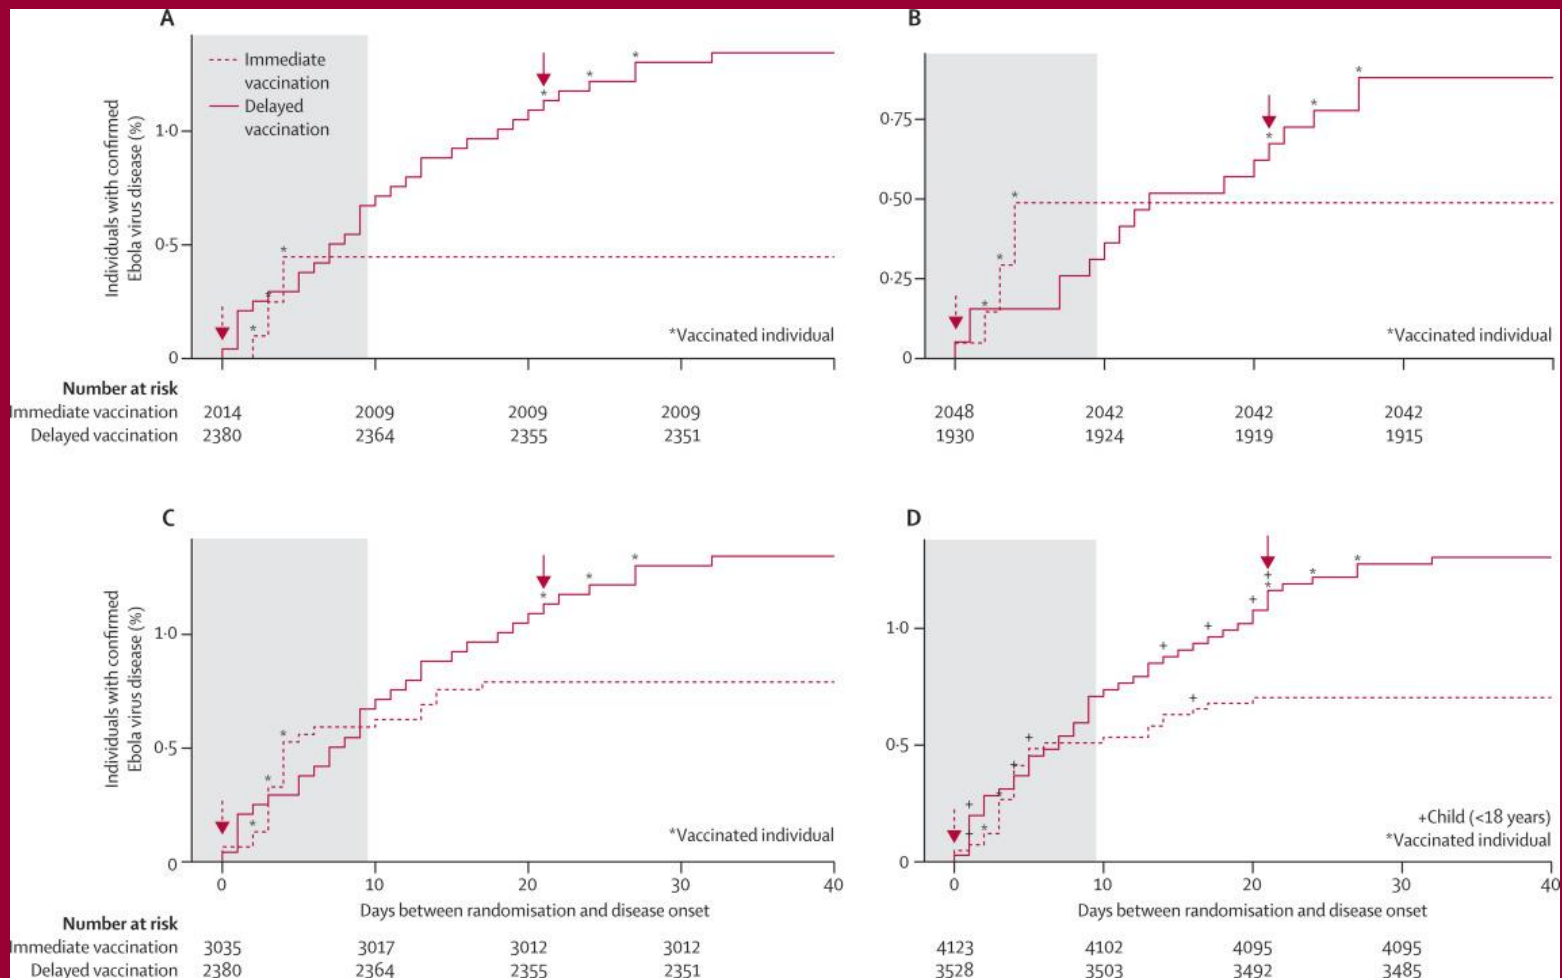 A
Immediate
vaccination
Delayed
vaccination
Individuals with confirmed
Ebola virus disease (%)
1·0
0·5
0
*Vaccinated individual
Number at risk
Immediate vaccination 2014 2009 2009 2009
Delayed vaccination 2380 2364 2355 2351
B
0·75
0·50
0·25
0
*Vaccinated individual
2048 2042 2042 2042
1930 1924 1919 1915
C
Individuals with confirmed
Ebola virus disease (%)
1·0
0·5
0
*Vaccinated individual
0 10 20 30 40
Days between randomisation and disease onset
Number at risk
Immediate vaccination 3035 3017 3012 3012
Delayed vaccination 2380 2364 2355 2351
D
1·0
0·5
0
+Child (<18 years)
*Vaccinated individual
0 10 20 30 40
Days between randomisation and disease onset
4123 4102 4095 4095
3528 3503 3492 3485